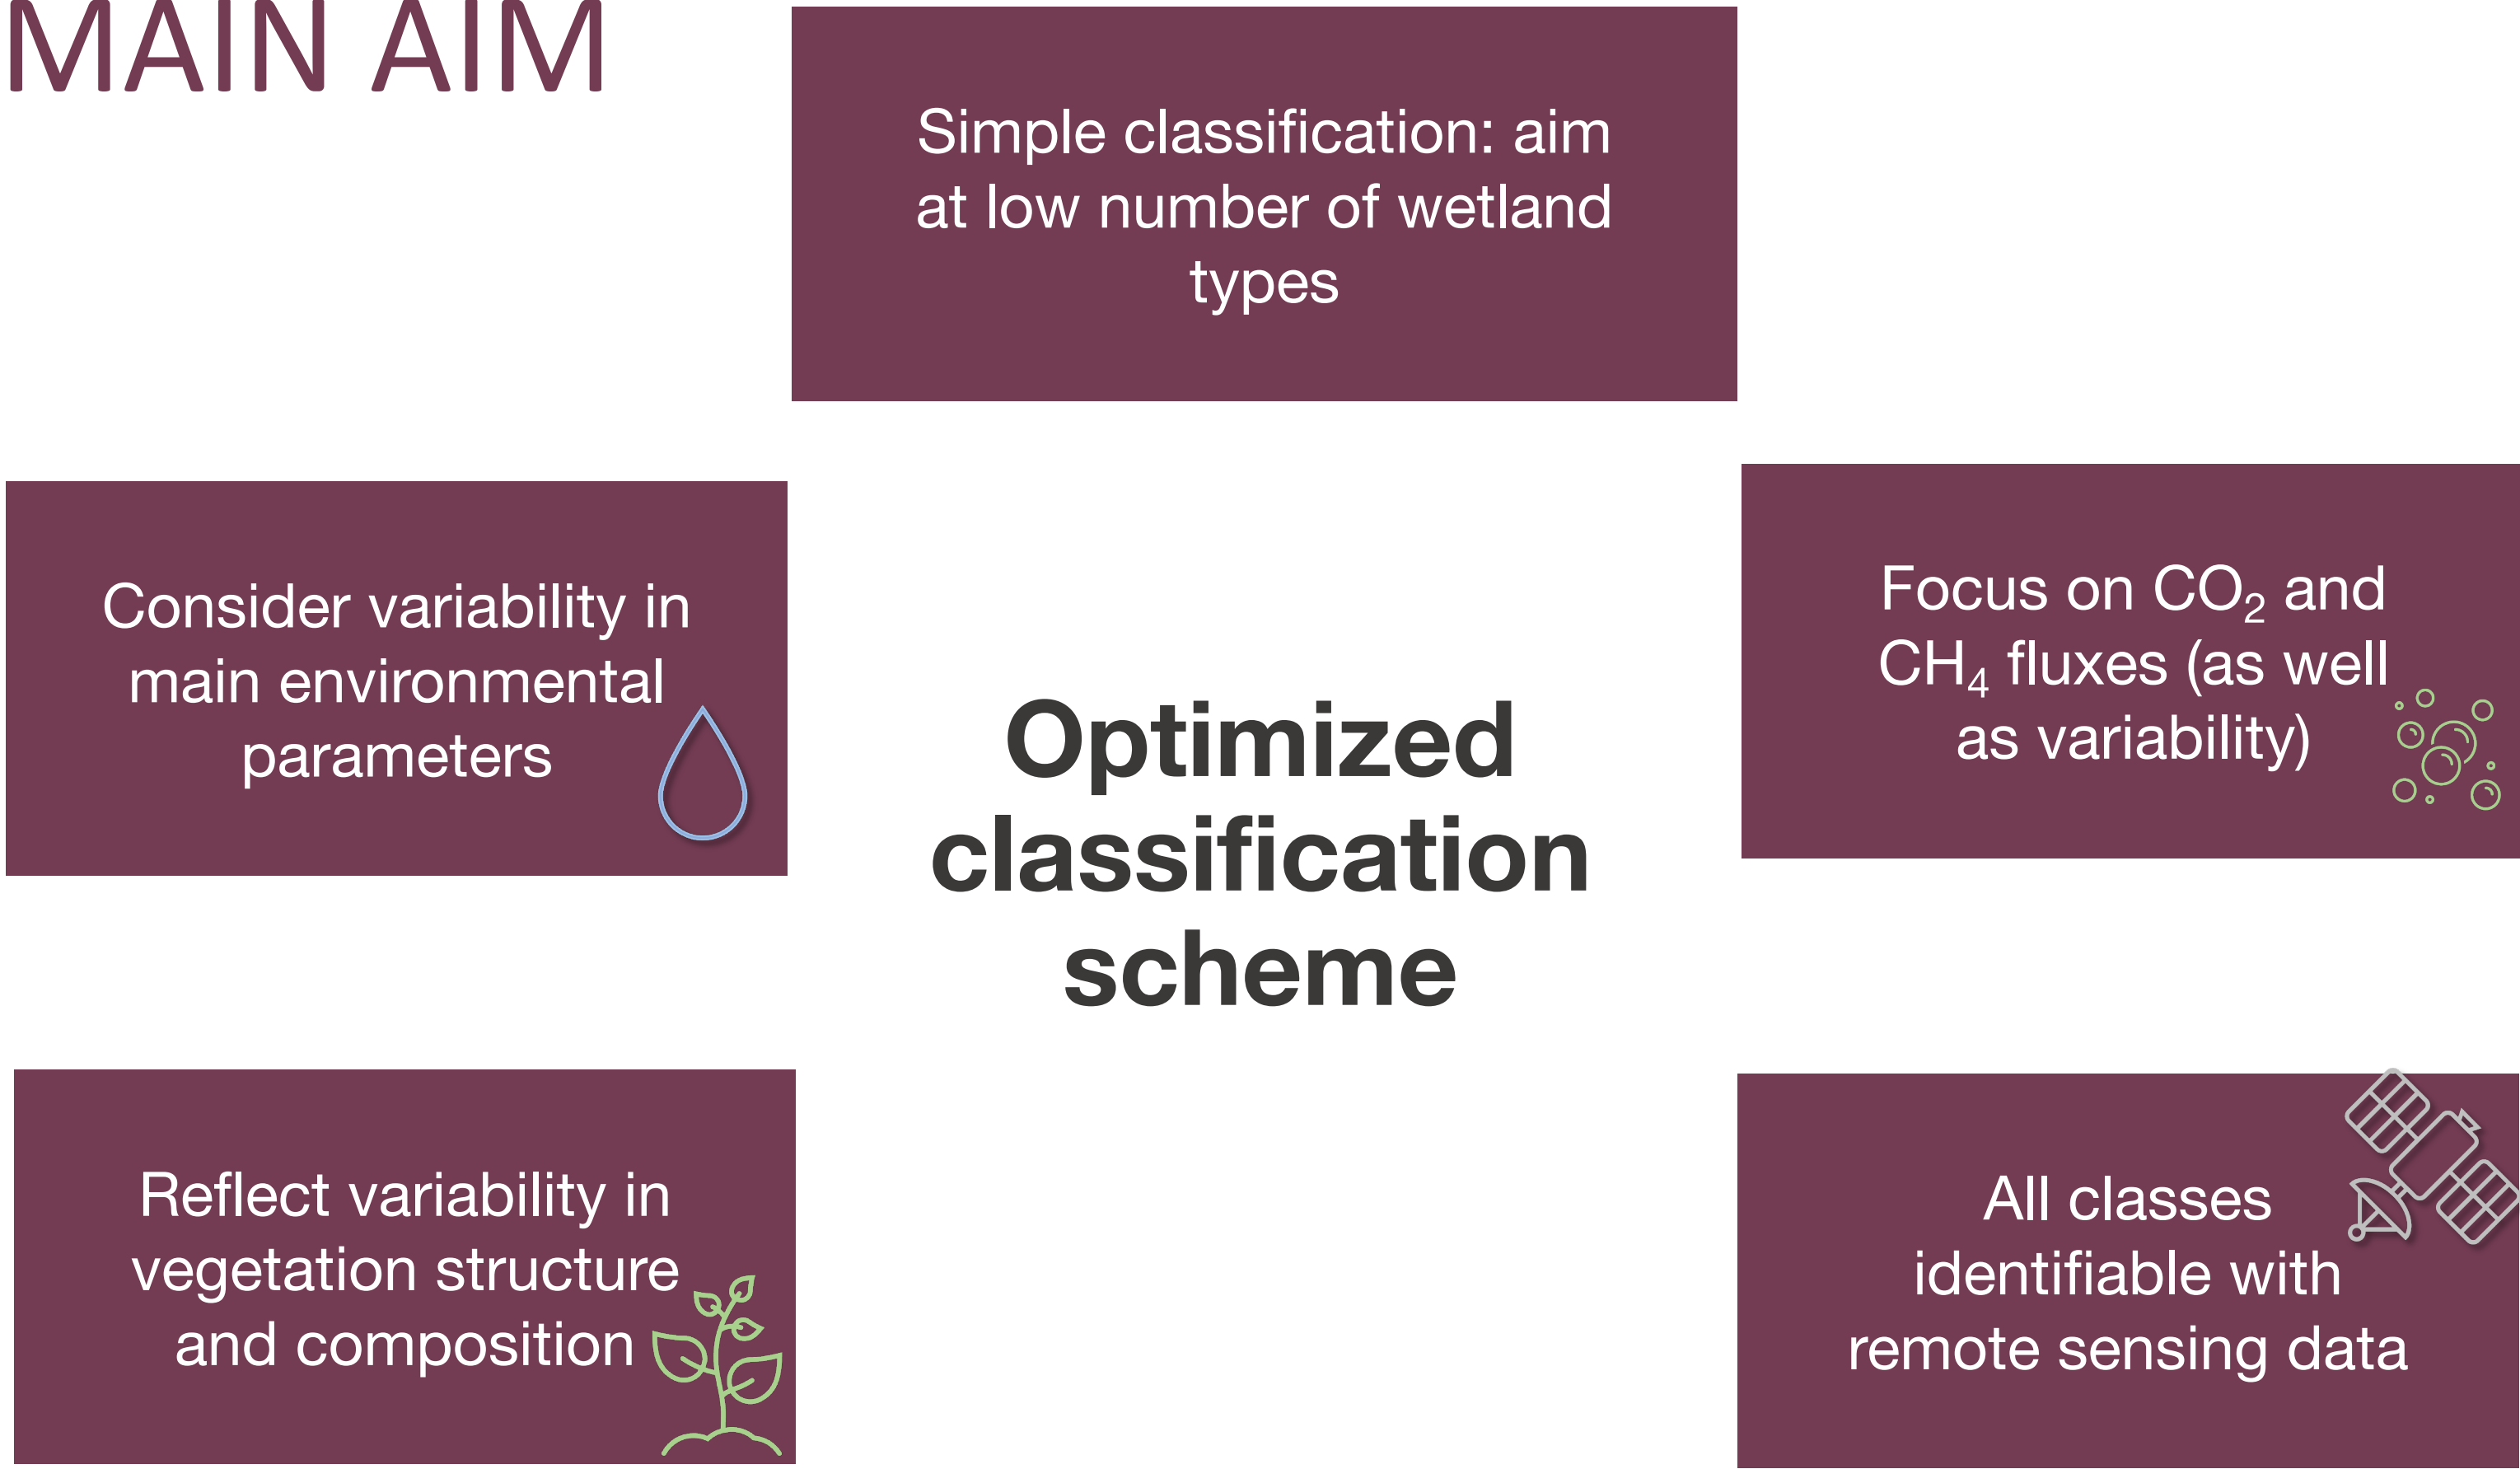 MAIN AIM
Simple classification: aim
at low number of wetland
types
Consider variability in
main environmental
parameters
Focus on CO₂ and
CH₄ fluxes (as well
as variability)
Optimized
classification
scheme
Reflect variability in
vegetation structure
and composition
All classes
identifiable with
remote sensing data